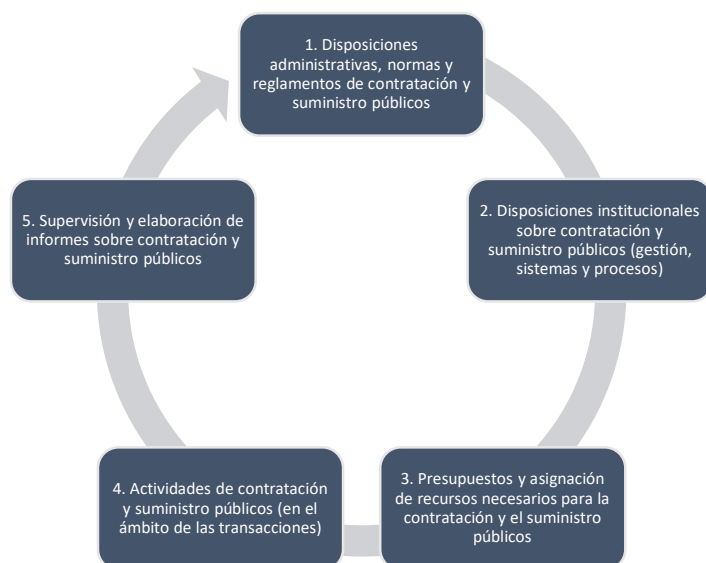 1. Disposiciones
administrativas, normas y
reglamentos de contratación y
suministro públicos
2. Disposiciones institucionales
sobre contratación y
suministro públicos (gestión,
sistemas y procesos)
3. Presupuestos y asignación
de recursos necesarios para la
contratación y el suministro
públicos
4. Actividades de contratación
y suministro públicos (en el
ámbito de las transacciones)
5. Supervisión y elaboración de
informes sobre contratación y
suministro públicos